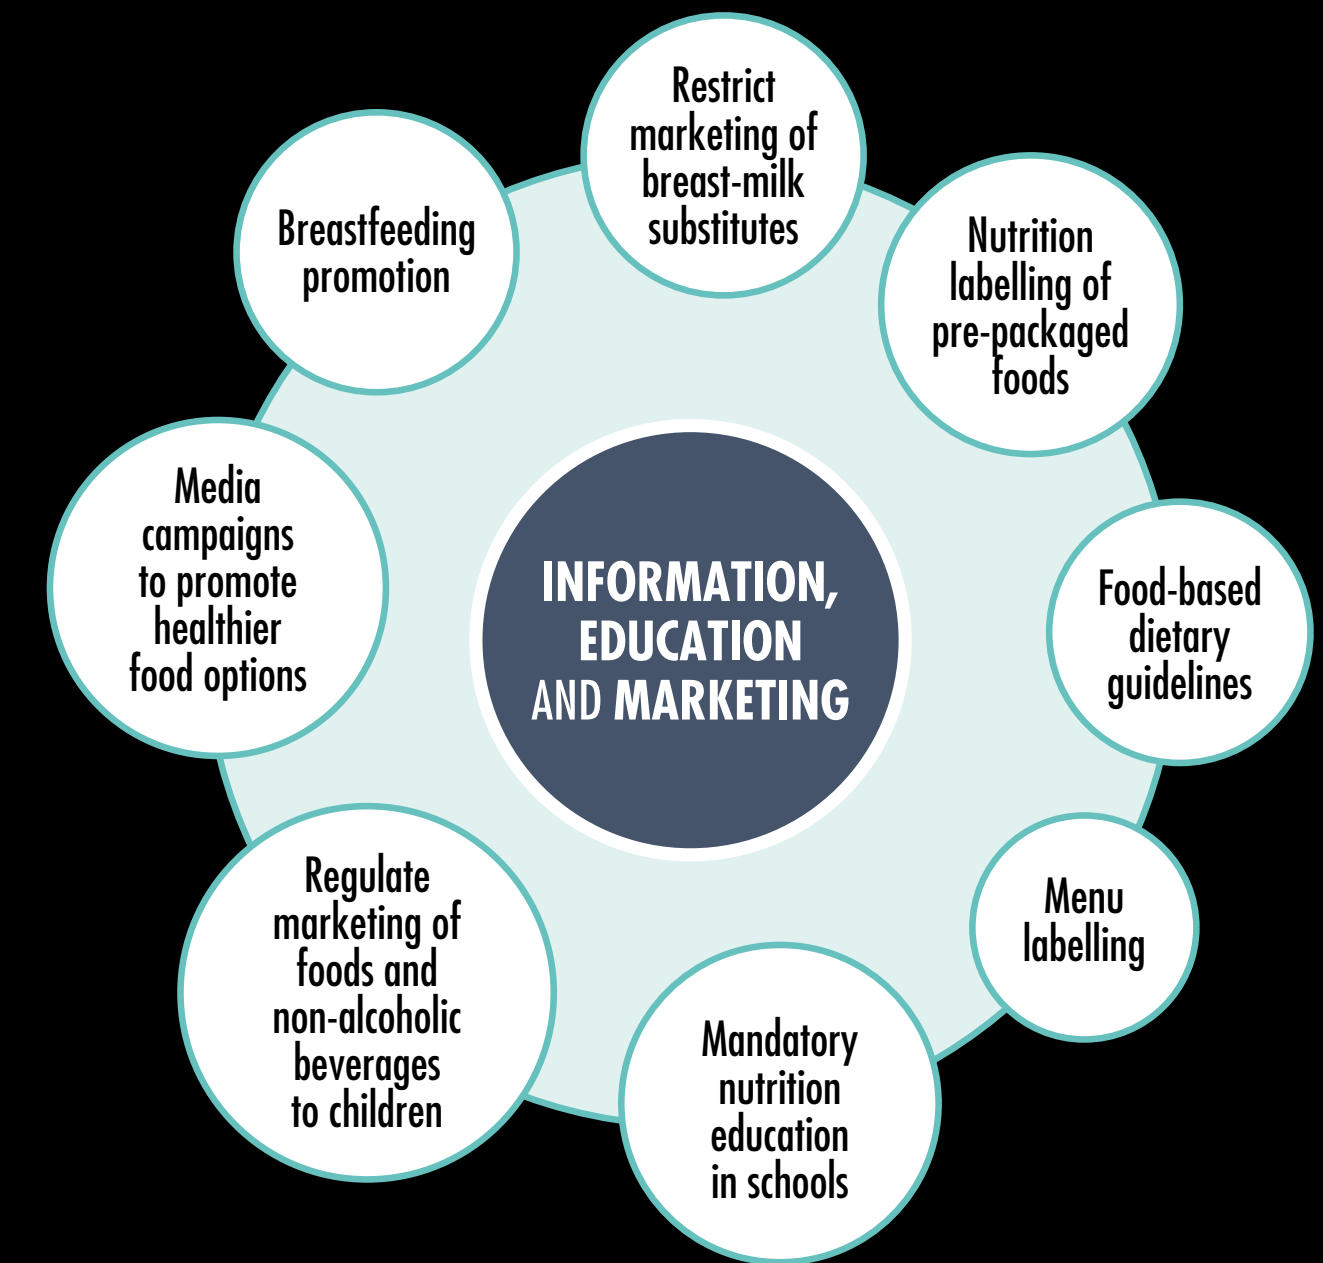 Restrict
marketing of
breast-milk
substitutes
Nutrition
labelling of
pre-packaged
foods
Food-based
dietary
guidelines
Menu
labelling
Mandatory
nutrition
education
in schools
Regulate
marketing of
foods and
non-alcoholic
beverages
to children
Media
campaigns
to promote
healthier
food options
Breastfeeding
promotion
INFORMATION,
EDUCATION
AND MARKETING